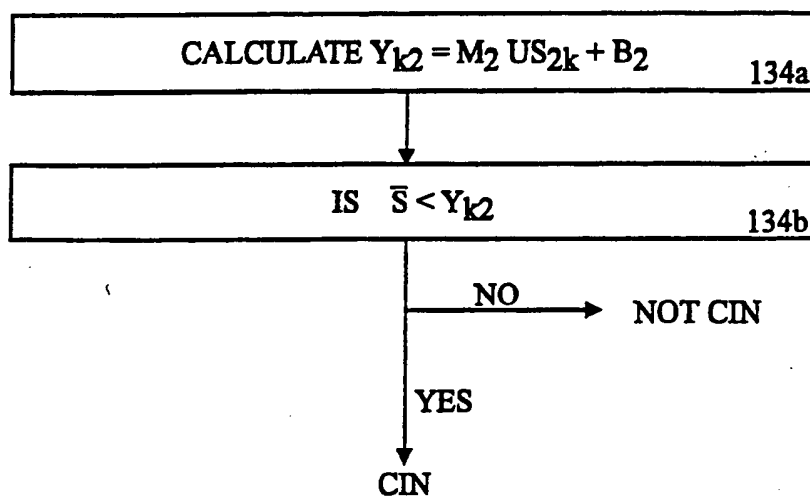 CALCULATE Yk2 = M2 US2k + B2
134a
IS S̅ < Yk2
134b
NO
NOT CIN
YES
CIN